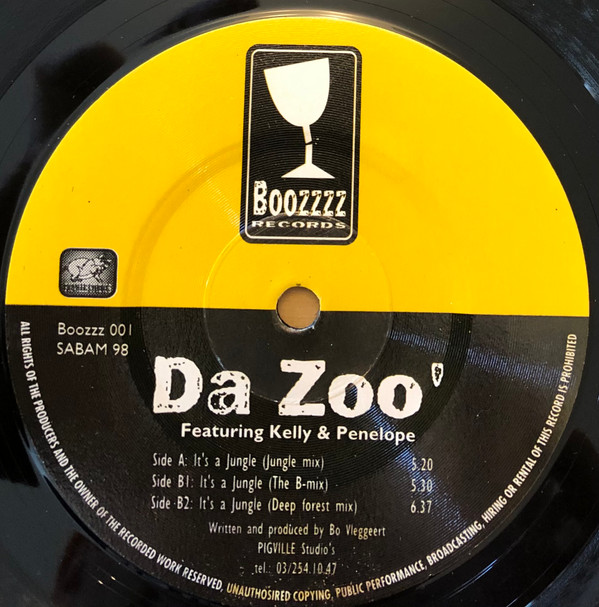 BOOZZZZ
RECORDS
Boozzz 001
SABAM 98
Da Zoo'
Featuring Kelly & Penelope
Side A: It's a Jungle (Jungle mix) 5.20
Side B1: It's a Jungle (The B-mix) 5.30
Side B2: It's a Jungle (Deep forest mix) 6.37
Written and produced by Bo Vleggeert
PIGVILLE Studio's
tel.: 03/254.10.47
ALL RIGHTS OF THE PRODUCERS AND THE OWNER OF THE RECORDED WORK RESERVED, UNAUTHOSIRED COPYING, PUBLIC PERFORMANCE, BROADCASTING, HIRING OR RENTAL OF THIS RECORD IS PROHIBITED